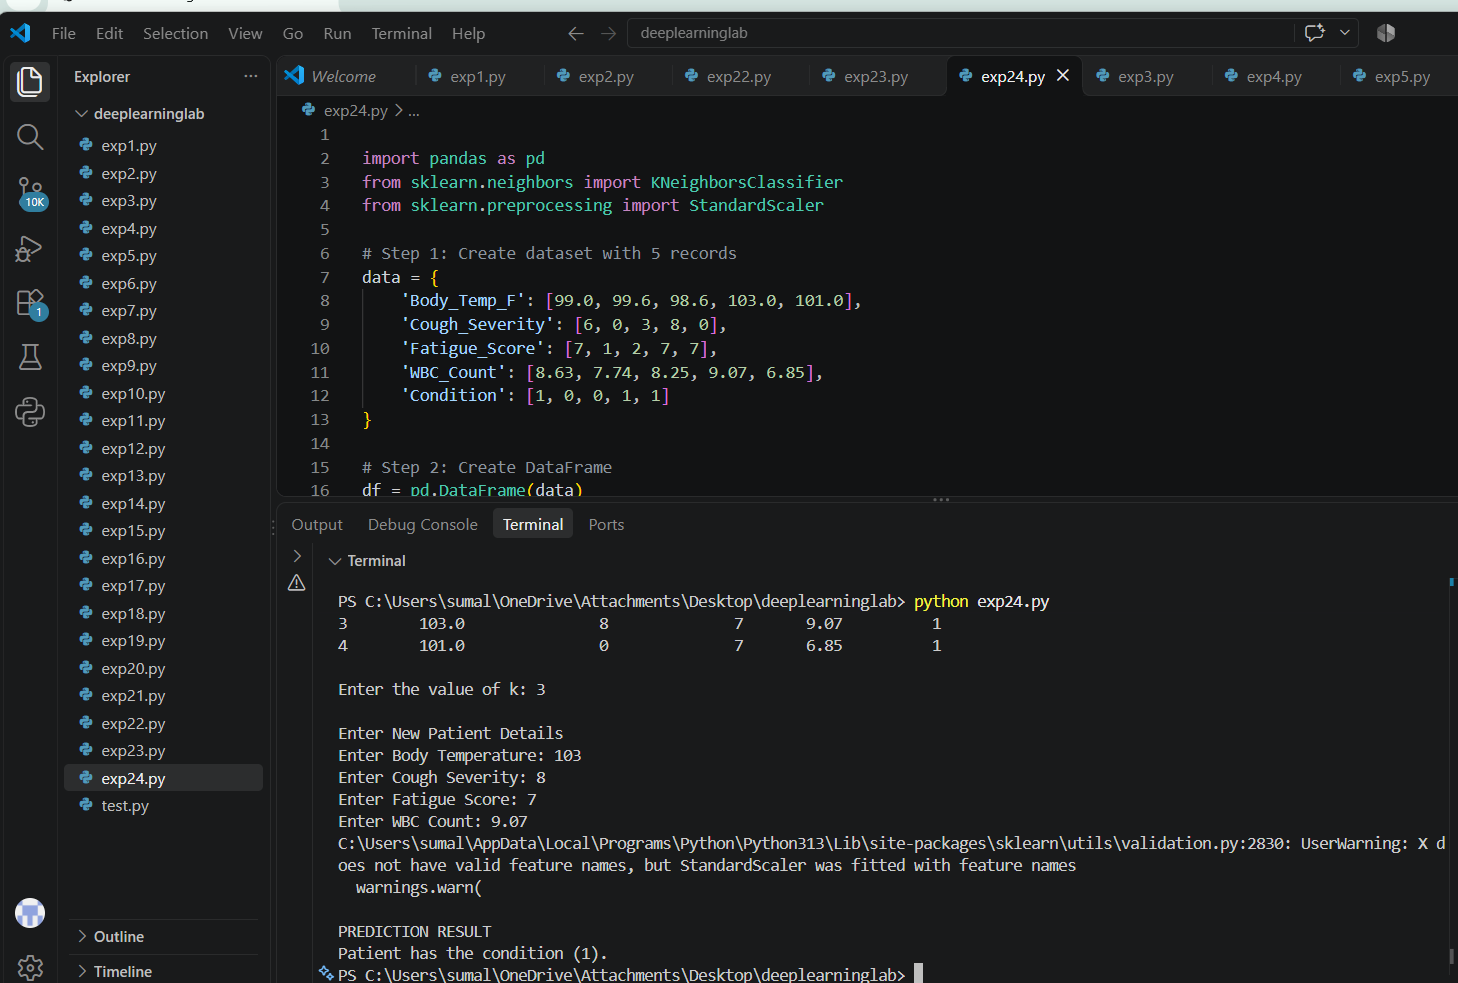 File Edit Selection View Go Run Terminal Help
deeplearninglab
Explorer
Welcome exp1.py exp2.py exp22.py exp23.py exp24.py exp3.py exp4.py exp5.py
deeplearninglab
exp1.py
exp2.py
exp3.py
exp4.py
exp5.py
exp6.py
exp7.py
exp8.py
exp9.py
exp10.py
exp11.py
exp12.py
exp13.py
exp14.py
exp15.py
exp16.py
exp17.py
exp18.py
exp19.py
exp20.py
exp21.py
exp22.py
exp23.py
exp24.py
test.py
Outline
Timeline
10K
1
exp24.py > ...
1
2 import pandas as pd
3 from sklearn.neighbors import KNeighborsClassifier
4 from sklearn.preprocessing import StandardScaler
5
6 # Step 1: Create dataset with 5 records
7 data = {
8 'Body_Temp_F': [99.0, 99.6, 98.6, 103.0, 101.0],
9 'Cough_Severity': [6, 0, 3, 8, 0],
10 'Fatigue_Score': [7, 1, 2, 7, 7],
11 'WBC_Count': [8.63, 7.74, 8.25, 9.07, 6.85],
12 'Condition': [1, 0, 0, 1, 1]
13 }
14
15 # Step 2: Create DataFrame
16 df = pd.DataFrame(data)
Output Debug Console Terminal Ports
Terminal
PS C:\Users\sumal\OneDrive\Attachments\Desktop\deeplearninglab> python exp24.py
3 103.0 8 7 9.07 1
4 101.0 0 7 6.85 1
Enter the value of k: 3
Enter New Patient Details
Enter Body Temperature: 103
Enter Cough Severity: 8
Enter Fatigue Score: 7
Enter WBC Count: 9.07
C:\Users\sumal\AppData\Local\Programs\Python\Python313\Lib\site-packages\sklearn\utils\validation.py:2830: UserWarning: X d
oes not have valid feature names, but StandardScaler was fitted with feature names
warnings.warn(
PREDICTION RESULT
Patient has the condition (1).
PS C:\Users\sumal\OneDrive\Attachments\Desktop\deeplearninglab>